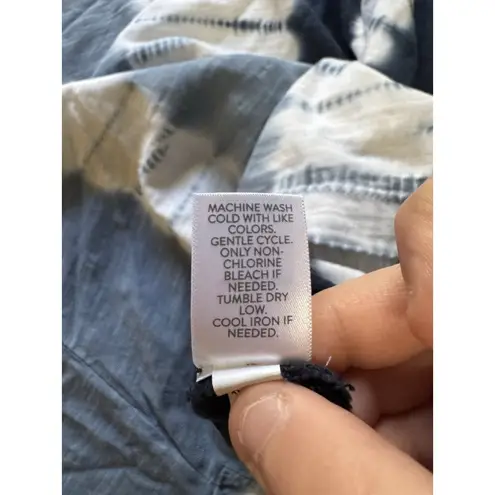 MACHINE WASH
COLD WITH LIKE
COLORS.
GENTLE CYCLE.
ONLY NON-
CHLORINE
BLEACH IF
NEEDED.
TUMBLE DRY
LOW.
COOL IRON IF
NEEDED.